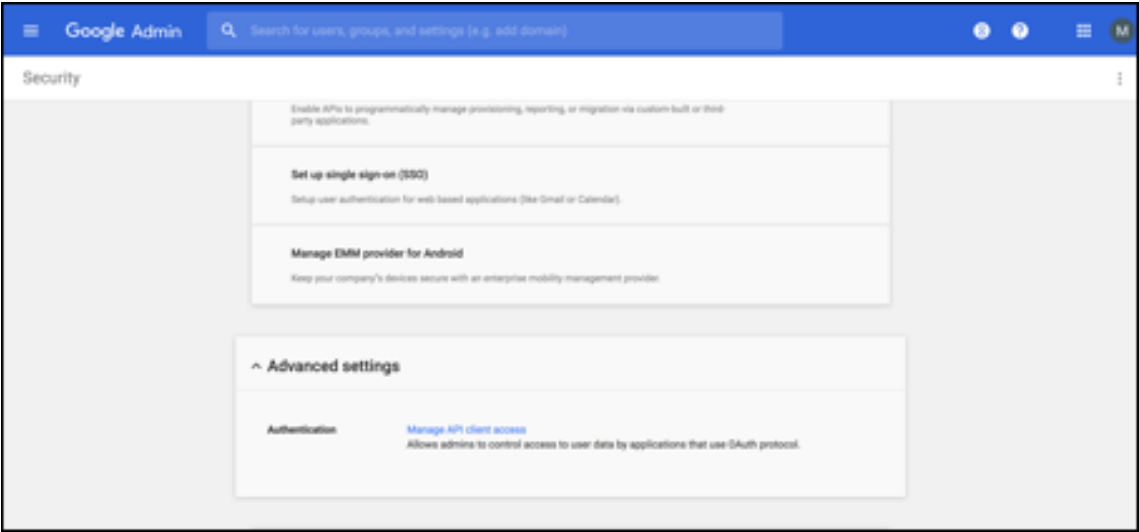 Google Admin
Search for users, groups, and settings (e.g. add domain)
M
Security
Enable APIs to programmatically manage provisioning, reporting, or migration via custom-built or third-
party applications.
Set up single sign-on (SSO)
Setup user authentication for web based applications (like Gmail or Calendar).
Manage EMM provider for Android
Keep your company's devices secure with an enterprise mobility management provider.
Advanced settings
Authentication
Manage API client access
Allows admins to control access to user data by applications that use OAuth protocol.